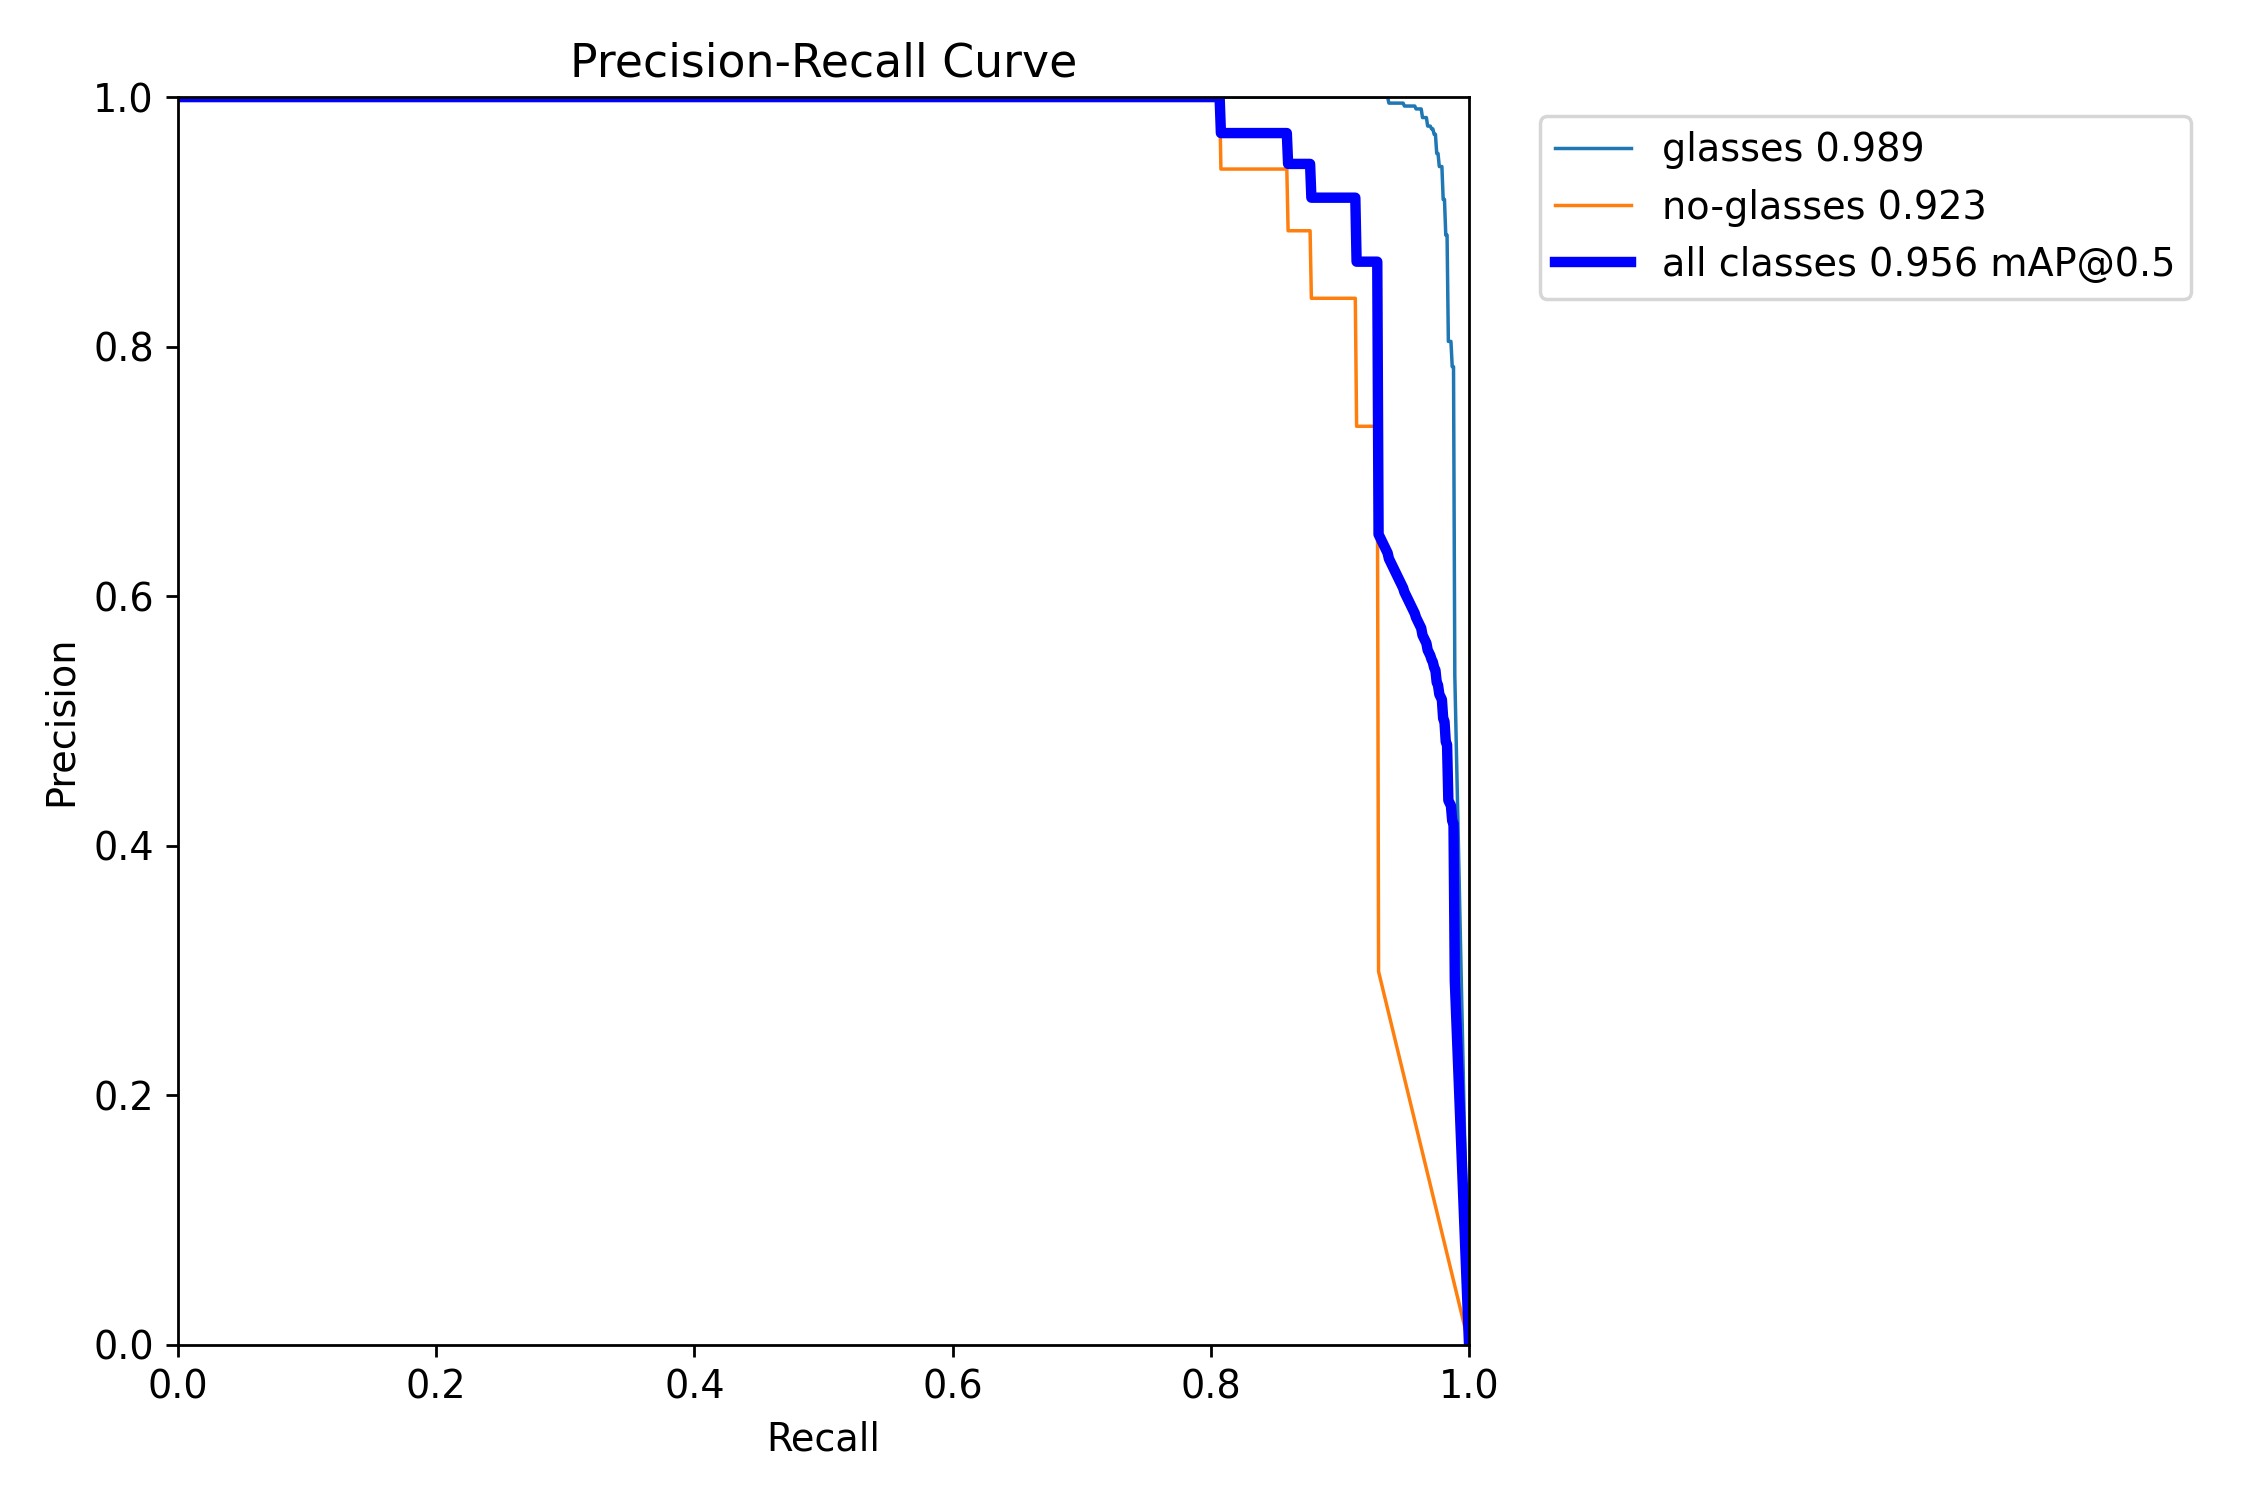 Precision-Recall Curve
1.0
0.8
0.6
0.4
0.2
0.0
Precision
0.0 0.2 0.4 0.6 0.8 1.0
Recall
glasses 0.989
no-glasses 0.923
all classes 0.956 mAP@0.5